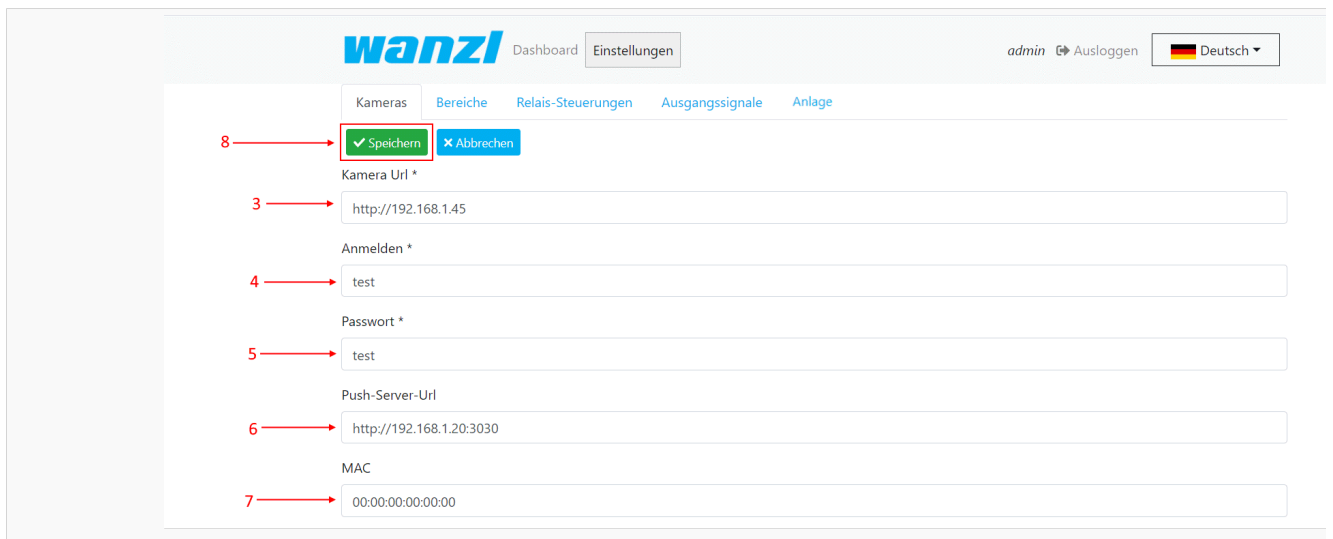 wanzl Dashboard Einstellungen admin Ausloggen Deutsch
Kameras Bereiche Relais-Steuerungen Ausgangssignale Anlage
8 Speichern Abbrechen
Kamera Url *
3 http://192.168.1.45
Anmelden *
4 test
Passwort *
5 test
Push-Server-Url
6 http://192.168.1.20:3030
MAC
7 00:00:00:00:00:00